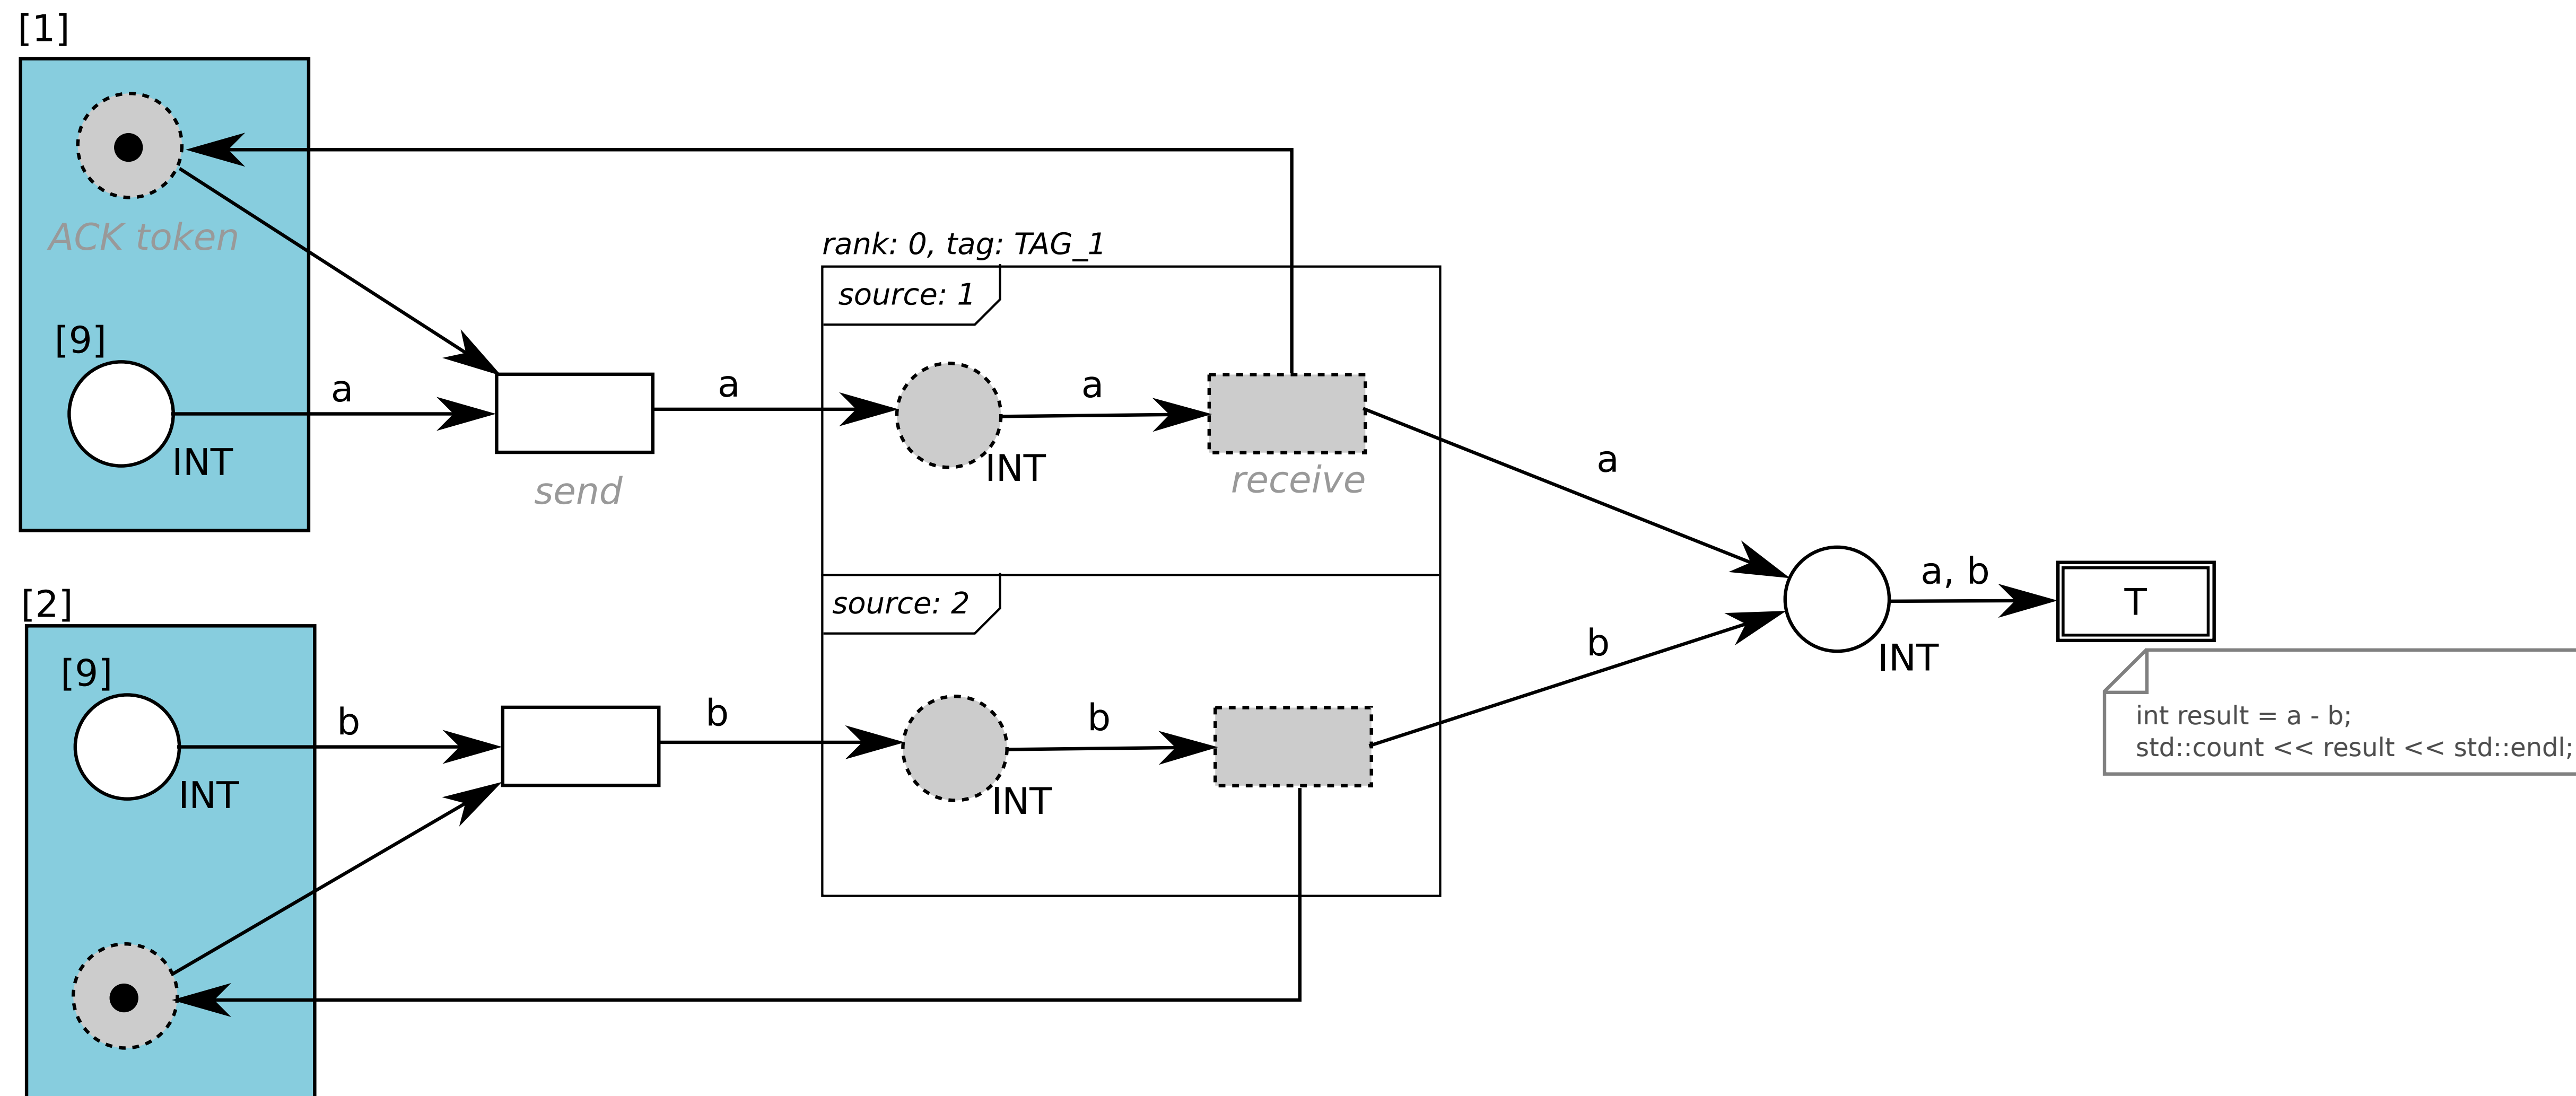 [1]
ACK token
rank: 0, tag: TAG_1
source: 1
[9]
a
a
a
INT
INT
send
receive
a
a, b
T
INT
[2]
source: 2
[9]
b
b
b
b
INT
INT
int result = a - b;
std::count << result << std::endl;